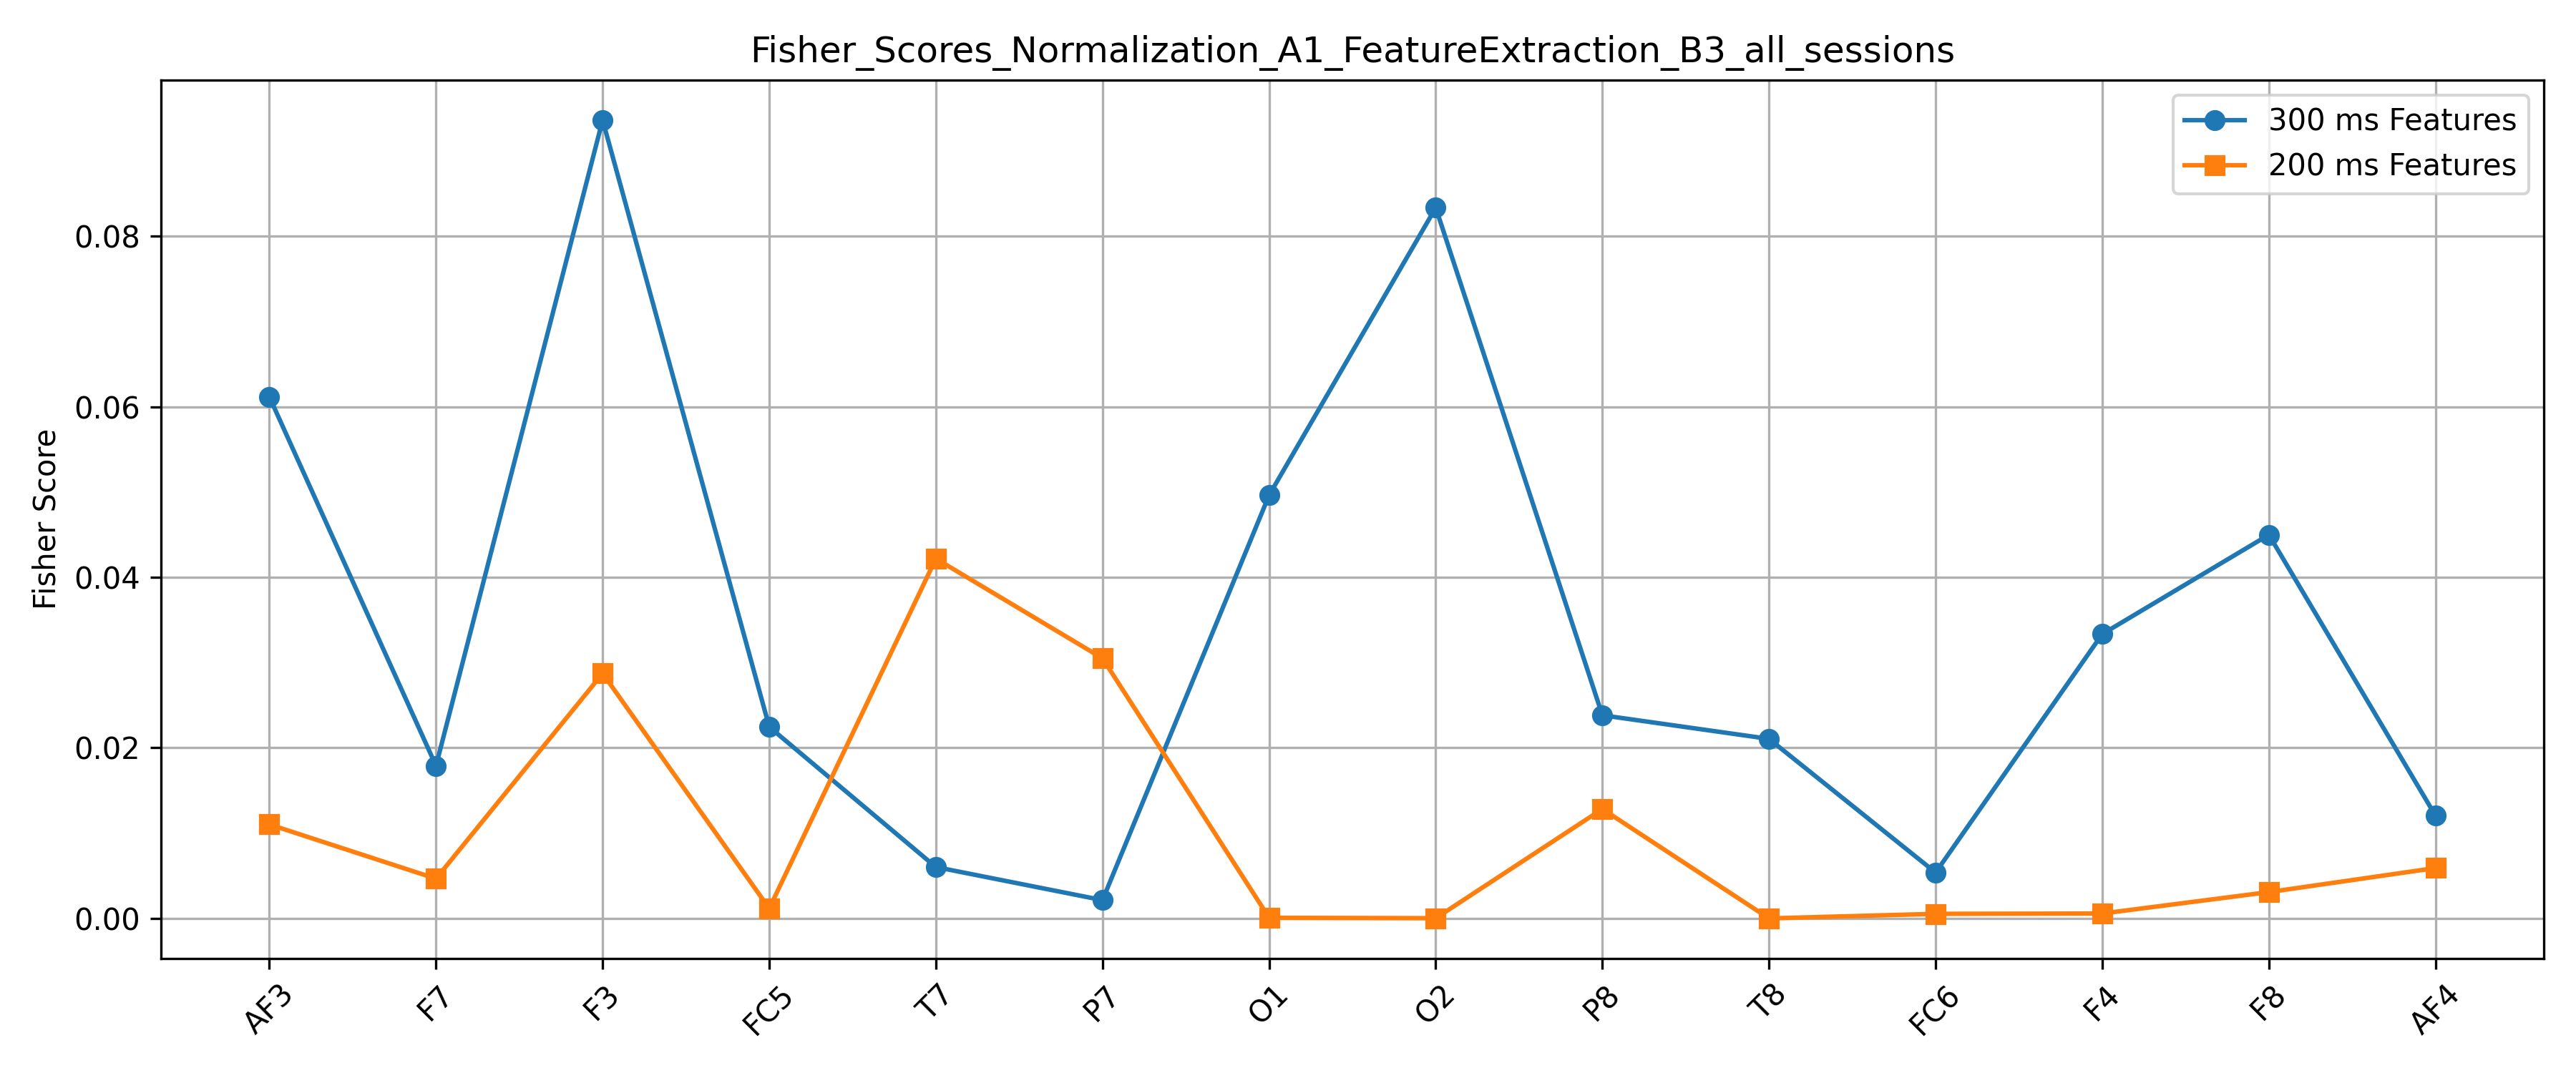 Fisher_Scores_Normalization_A1_FeatureExtraction_B3_all_sessions
300 ms Features
200 ms Features
Fisher Score
0.08
0.06
0.04
0.02
0.00
AF3
F7
F3
FC5
T7
P7
O1
O2
P8
T8
FC6
F4
F8
AF4